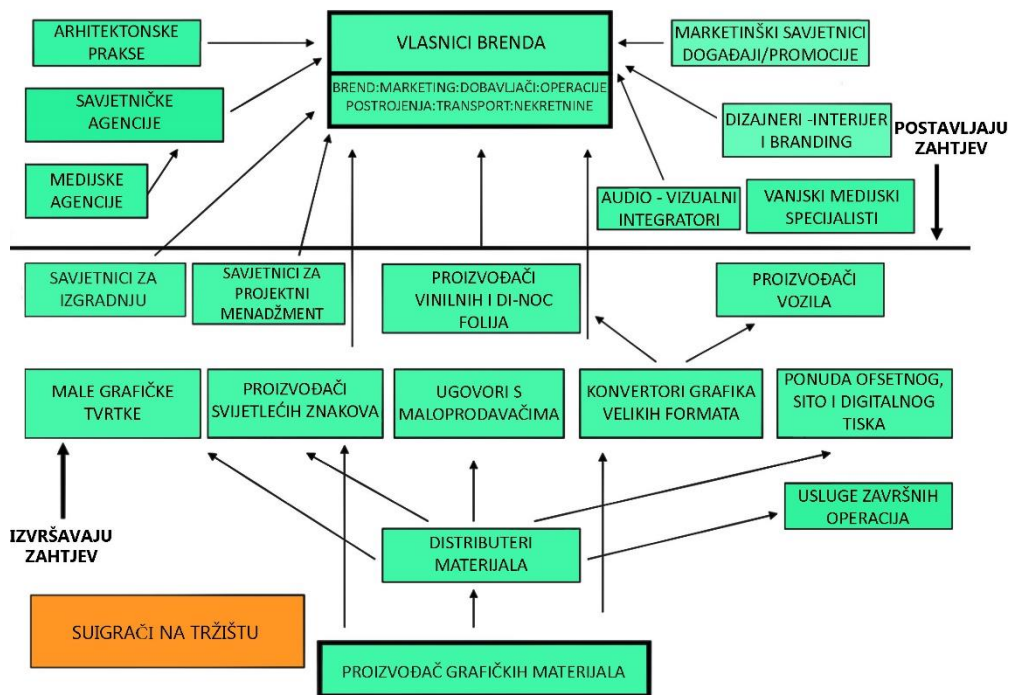 ARHITEKTONSKE
PRAKSE
VLASNICI BRENDA
MARKETINŠKI SAVJETNICI
DOGAĐAJI/PROMOCIJE
BREND:MARKETING:DOBAVLJAČI:OPERACIJE
POSTROJENJA:TRANSPORT:NEKRETNINE
SAVJETNIČKE
AGENCIJE
DIZAJNERI -INTERIJER
I BRANDING
POSTAVLJAJU
ZAHTJEV
MEDIJSKE
AGENCIJE
AUDIO - VIZUALNI
INTEGRATORI
VANJSKI MEDIJSKI
SPECIJALISTI
SAVJETNICI ZA
IZGRADNJU
SAVJETNICI ZA
PROJEKTNI
MENADŽMENT
PROIZVOĐAČI
VINILNIH I DI-NOC
FOLIJA
PROIZVOĐAČI
VOZILA
MALE GRAFIČKE
TVRTKE
PROIZVOĐAČI
SVIJETLEĆIH ZNAKOVA
UGOVORI S
MALOPRODAVAČIMA
KONVERTORI GRAFIKA
VELIKIH FORMATA
PONUDA OFSETNOG,
SITO I DIGITALNOG
TISKA
IZVRŠAVAJU
ZAHTJEV
DISTRIBUTERI
MATERIJALA
USLUGE ZAVRŠNIH
OPERACIJA
SUIGRAČI NA TRŽIŠTU
PROIZVOĐAČ GRAFIČKIH MATERIJALA